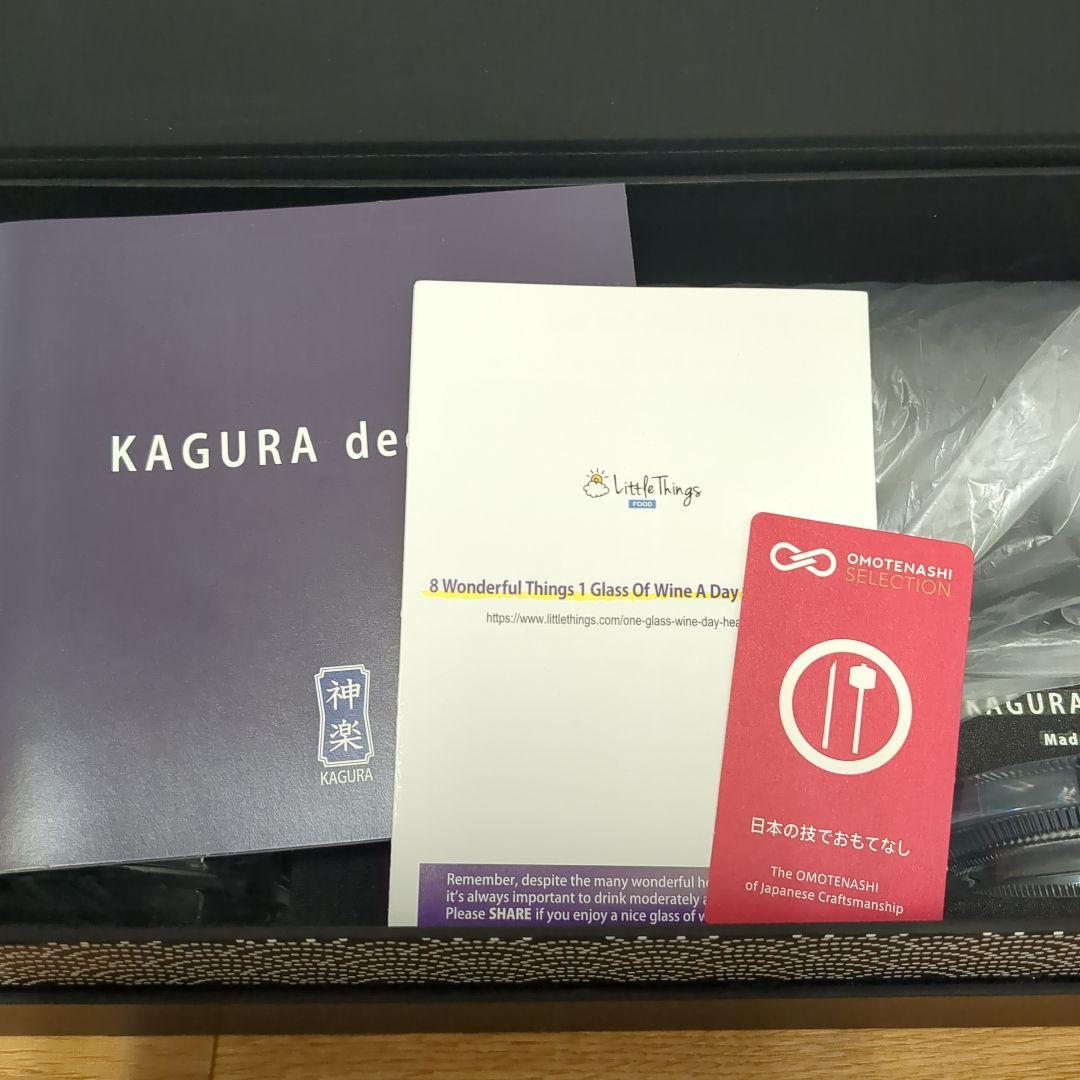 KAGURA
神楽
KAGURA
Little Things
FOOD
8 Wonderful Things 1 Glass Of Wine A Day
https://www.littlethings.com/one-glass-wine-day-hea
Remember, despite the many wonderful
it's always important to drink moderately
Please SHARE if you enjoy a nice glass of
OMOTENASHI
SELECTION
日本の技でおもてなし
The OMOTENASHI
of Japanese Craftsmanship
KAGURA